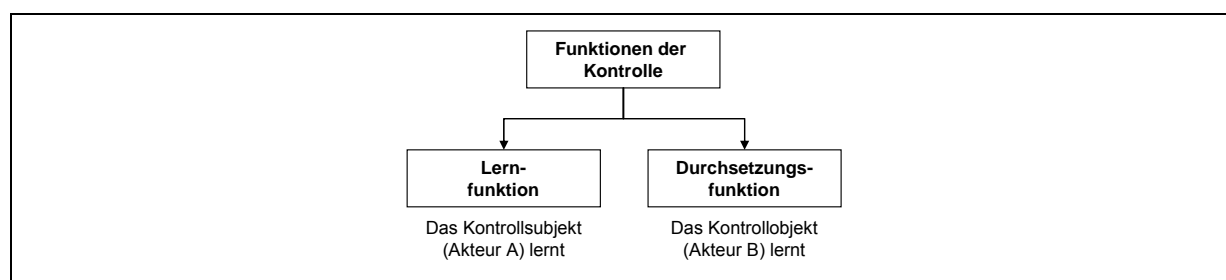 Funktionen der
Kontrolle
Lern-
funktion
Durchsetzungs-
funktion
Das Kontrollsubjekt
(Akteur A) lernt
Das Kontrollobjekt
(Akteur B) lernt